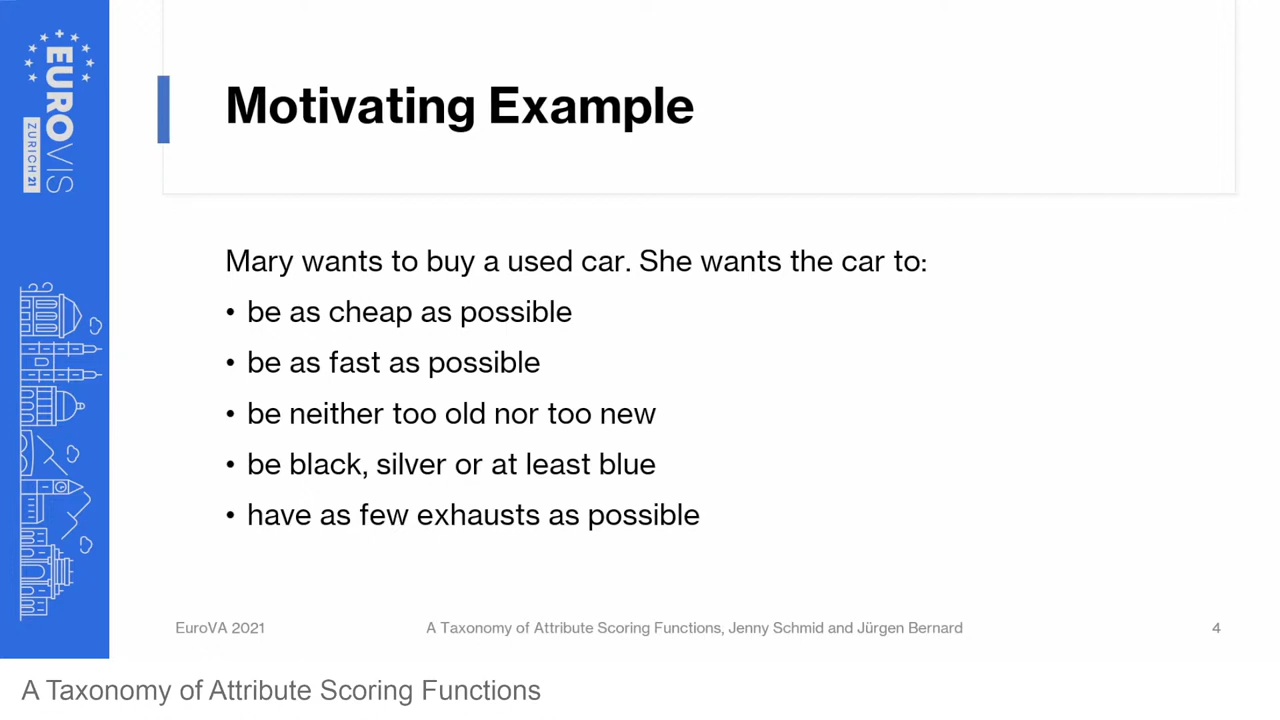 EUROVIS
ZURICH 21
Motivating Example
Mary wants to buy a used car. She wants the car to:
• be as cheap as possible
• be as fast as possible
• be neither too old nor too new
• be black, silver or at least blue
• have as few exhausts as possible
EuroVA 2021
A Taxonomy of Attribute Scoring Functions, Jenny Schmid and Jürgen Bernard
4
A Taxonomy of Attribute Scoring Functions